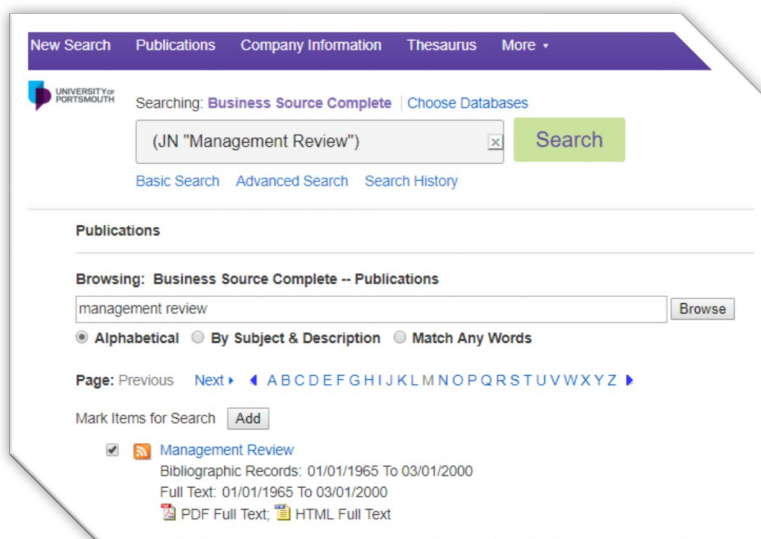 New Search Publications Company Information Thesaurus More
UNIVERSITY OF
PORTSMOUTH
Searching: Business Source Complete | Choose Databases
(JN "Management Review") Search
Basic Search Advanced Search Search History
Publications
Browsing: Business Source Complete -- Publications
management review Browse
Alphabetical By Subject & Description Match Any Words
Page: Previous Next A B C D E F G H I J K L M N O P Q R S T U V W X Y Z
Mark Items for Search Add
Management Review
Bibliographic Records: 01/01/1965 To 03/01/2000
Full Text: 01/01/1965 To 03/01/2000
PDF Full Text; HTML Full Text